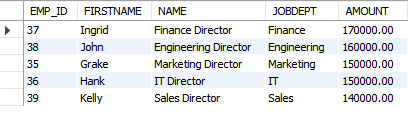 EMP_ID FIRSTNAME NAME JOBDEPT AMOUNT
37 Ingrid Finance Director Finance 170000.00
38 John Engineering Director Engineering 160000.00
35 Grake Marketing Director Marketing 150000.00
36 Hank IT Director IT 150000.00
39 Kelly Sales Director Sales 140000.00